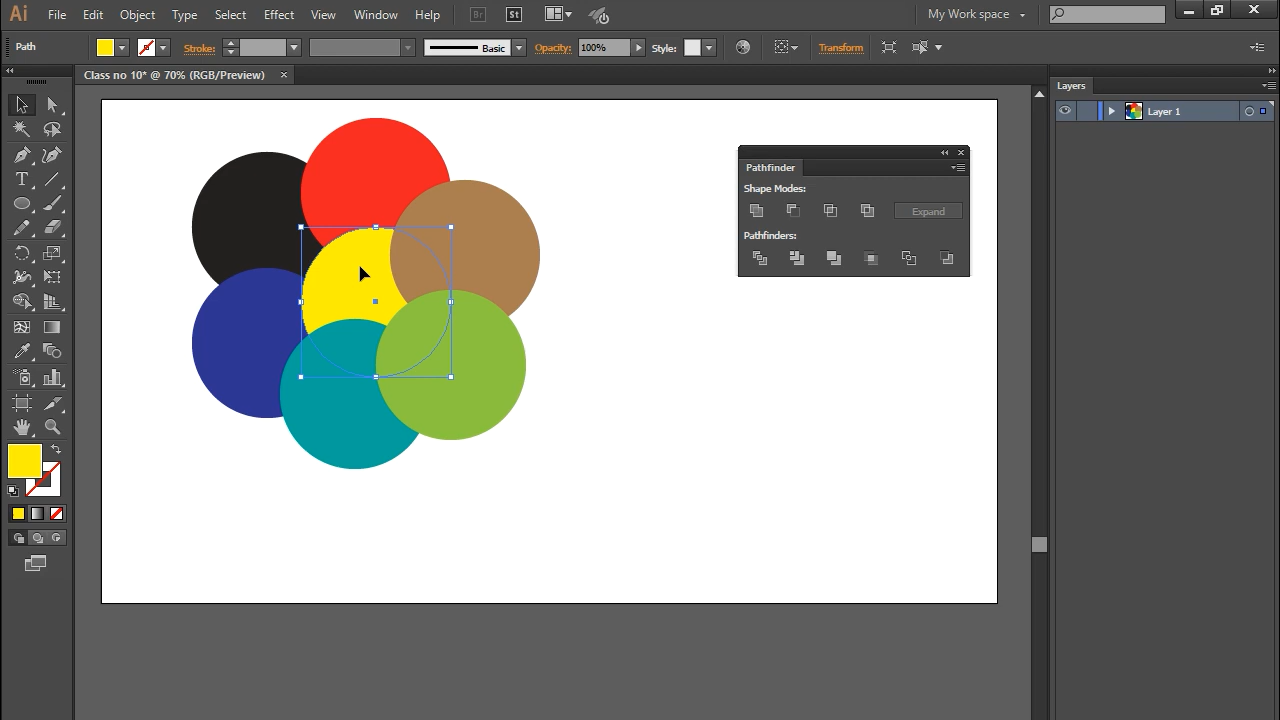 Ai File Edit Object Type Select Effect View Window Help Br St My Work space
Path Stroke: Basic Opacity: 100% Style: Transform
Class no 10* @ 70% (RGB/Preview)
Layers
Layer 1
Pathfinder
Shape Modes:
Expand
Pathfinders:
T